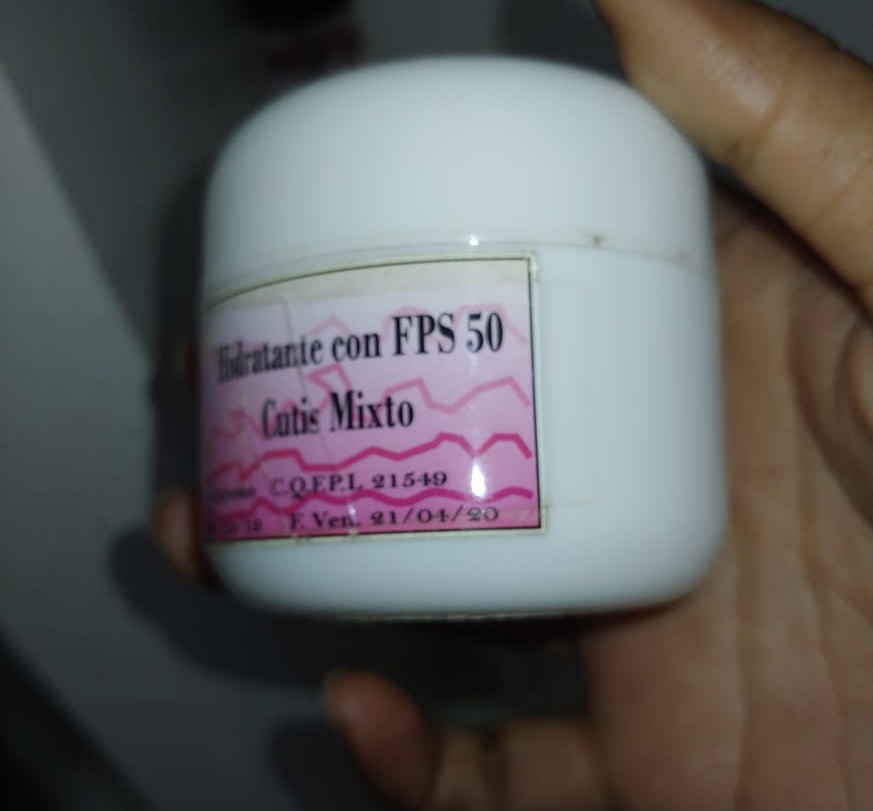 Hidratante con FPS 50
Cutis Mixto
C.Q.F.P.L 21549
F. Ven. 21/04/20